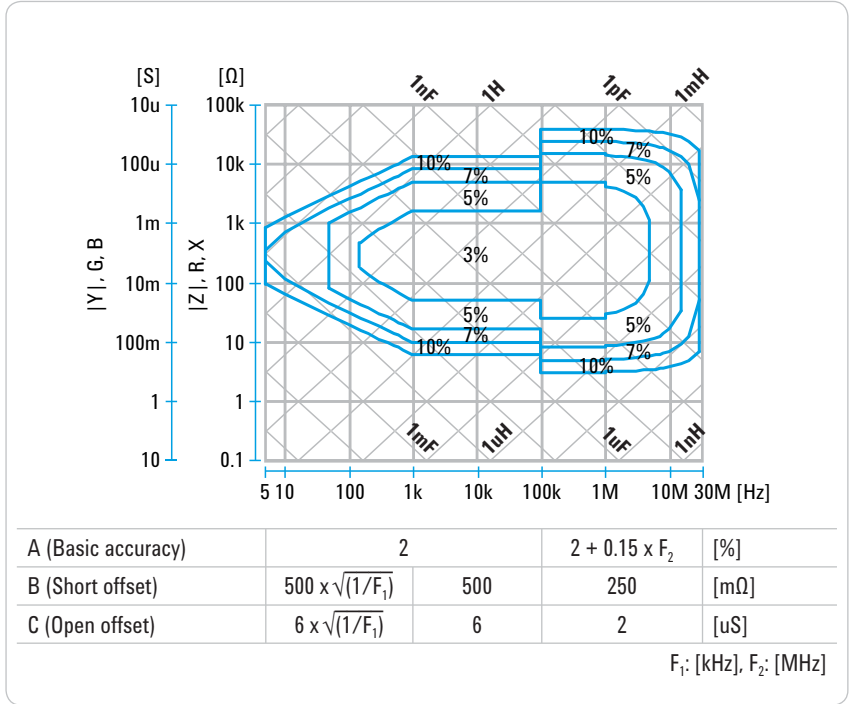 [S] [Ω] 1nF 1H 1pF 1mH
10u 100k
10% 7% 5%
100u 10k
10% 7% 5%
1m 1k
|Y|, G, B |Z|, R, X
3%
10m 100
5% 7% 10%
100m 10
5% 7% 10%
1 1
1mF 1uH 1uF 1nH
10 0.1
5 10 100 1k 10k 100k 1M 10M 30M [Hz]
A (Basic accuracy) 2 2 + 0.15 x F₂ [%]
B (Short offset) 500 x √(1/F₁) 500 250 [mΩ]
C (Open offset) 6 x √(1/F₁) 6 2 [uS]
F₁: [kHz], F₂: [MHz]